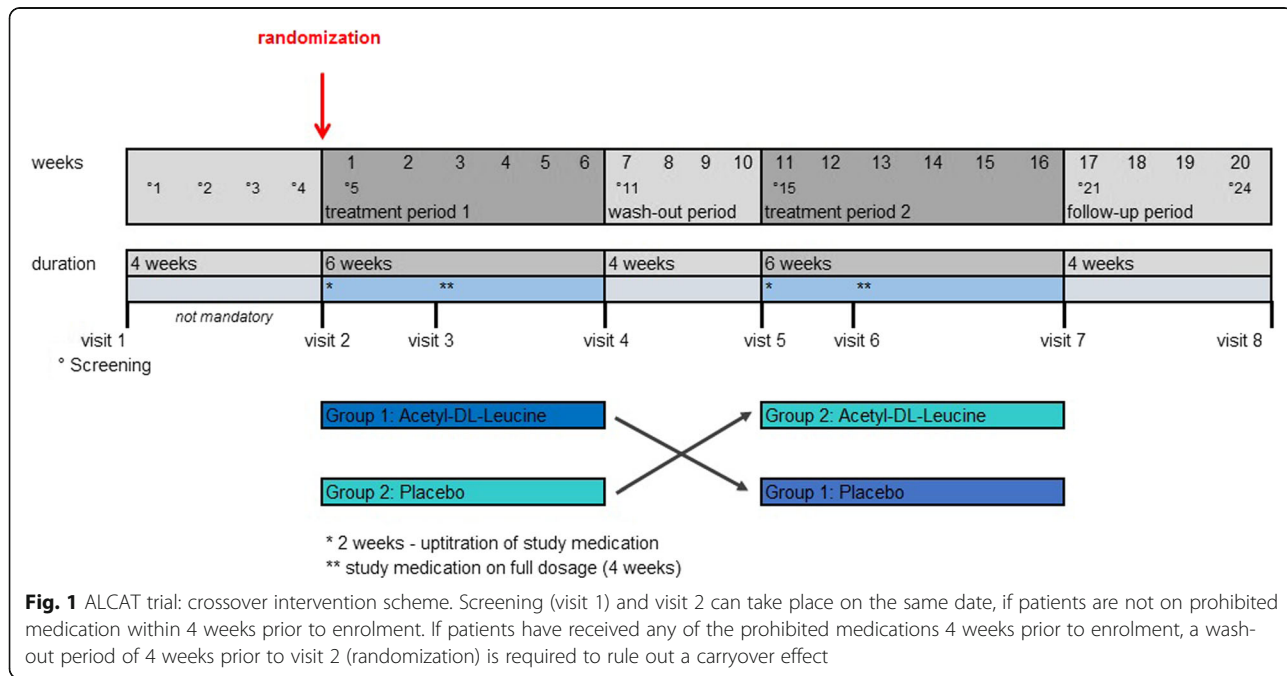 randomization
weeks
1 2 3 4 5 6 7 8 9 10 11 12 13 14 15 16 17 18 19 20
°1 °2 °3 °4 °5 °11 °15 °21 °24
treatment period 1 wash-out period treatment period 2 follow-up period
duration 4 weeks 6 weeks 4 weeks 6 weeks 4 weeks
* ** * **
not mandatory
visit 1 visit 2 visit 3 visit 4 visit 5 visit 6 visit 7 visit 8
° Screening
Group 1: Acetyl-DL-Leucine Group 2: Acetyl-DL-Leucine
Group 2: Placebo Group 1: Placebo
* 2 weeks - uptitration of study medication
** study medication on full dosage (4 weeks)
Fig. 1 ALCAT trial: crossover intervention scheme. Screening (visit 1) and visit 2 can take place on the same date, if patients are not on prohibited
medication within 4 weeks prior to enrolment. If patients have received any of the prohibited medications 4 weeks prior to enrolment, a wash-
out period of 4 weeks prior to visit 2 (randomization) is required to rule out a carryover effect